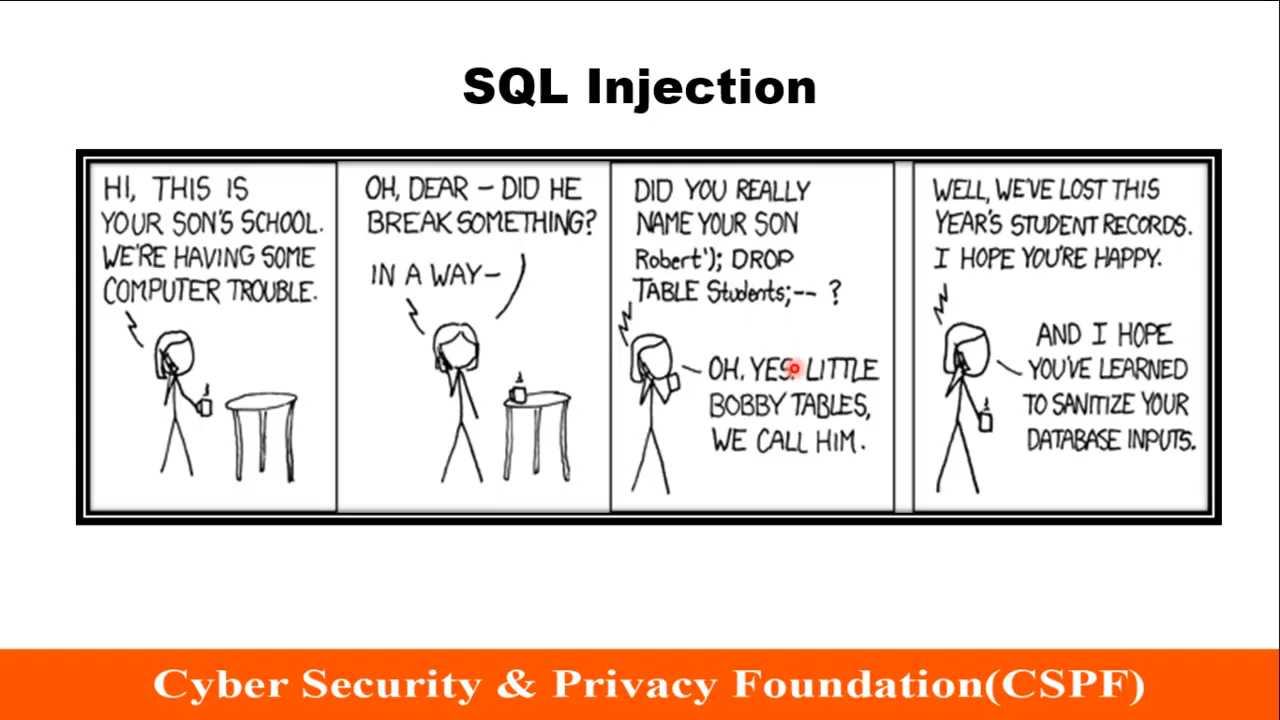 SQL Injection
HI, THIS IS
YOUR SON'S SCHOOL.
WE'RE HAVING SOME
COMPUTER TROUBLE.
OH, DEAR – DID HE
BREAK SOMETHING?
IN A WAY–
DID YOU REALLY
NAME YOUR SON
Robert'); DROP
TABLE Students;-- ?
OH, YES. LITTLE
BOBBY TABLES,
WE CALL HIM.
WELL, WE'VE LOST THIS
YEAR'S STUDENT RECORDS.
I HOPE YOU'RE HAPPY.
AND I HOPE
YOU'VE LEARNED
TO SANITIZE YOUR
DATABASE INPUTS.
Cyber Security & Privacy Foundation(CSPF)